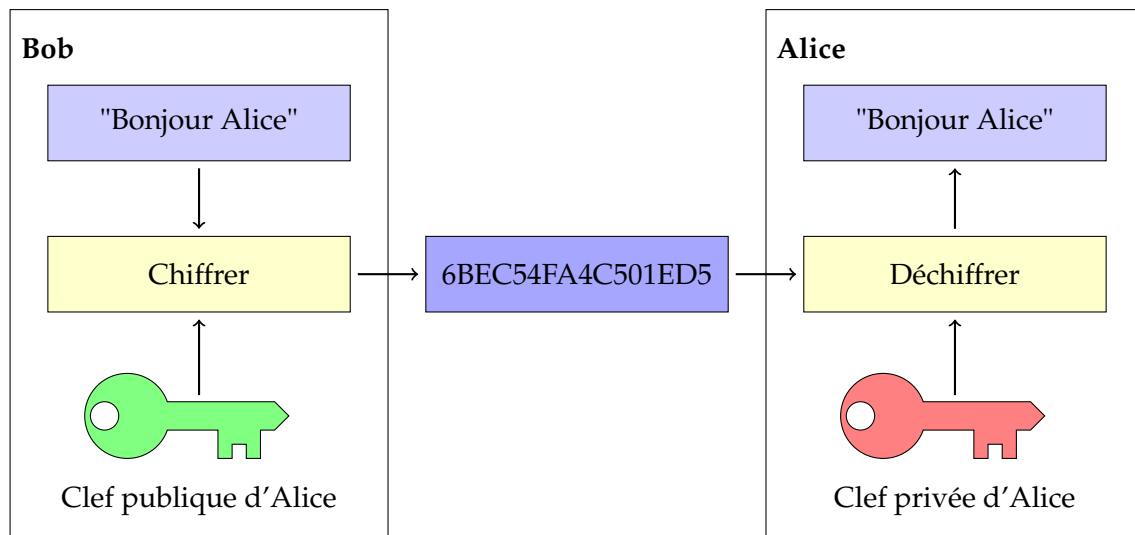 Bob
"Bonjour Alice"
Chiffrer
Clef publique d'Alice
6BEC54FA4C501ED5
Alice
"Bonjour Alice"
Déchiffrer
Clef privée d'Alice